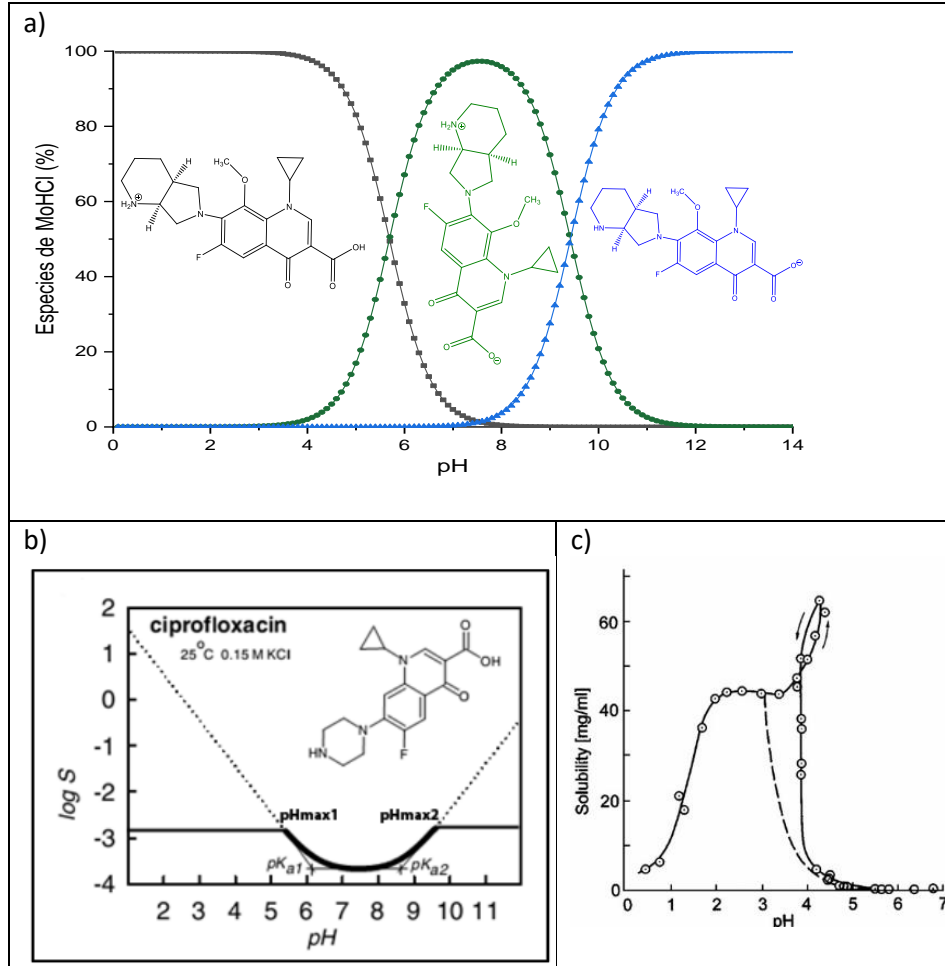 a)
100
80
60
40
20
0
Especies de MoHCl (%)
0 2 4 6 8 10 12 14
pH
H
CH₃
O
N
H₂N
⊕
H
N
F
O
O
OH
H₂N
⊕
H
H
N
F
CH₃
O
N
O
O
O
⊖
H
HN
H
N
CH₃
O
N
F
O
O
O
⊖
b)
2
1
0
-1
-2
-3
-4
log S
ciprofloxacin
25°C 0.15 M KCl
O
OH
N
O
N
HN
F
pHmax1 pHmax2
pKa1 pKa2
2 3 4 5 6 7 8 9 10 11
pH
c)
60
40
20
0
Solubility [mg/ml]
0 1 2 3 4 5 6 7
pH